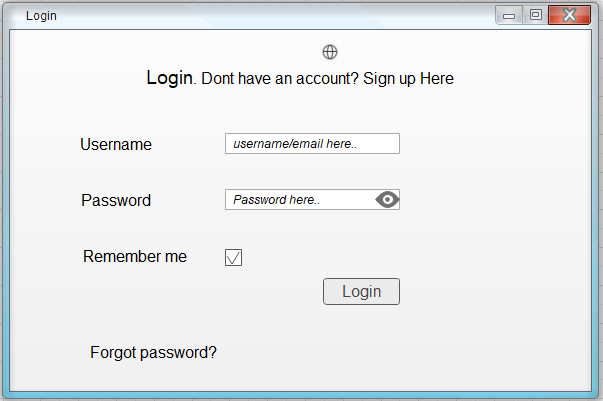 Login
Login. Dont have an account? Sign up Here
Username
username/email here..
Password
Password here..
Remember me
Login
Forgot password?